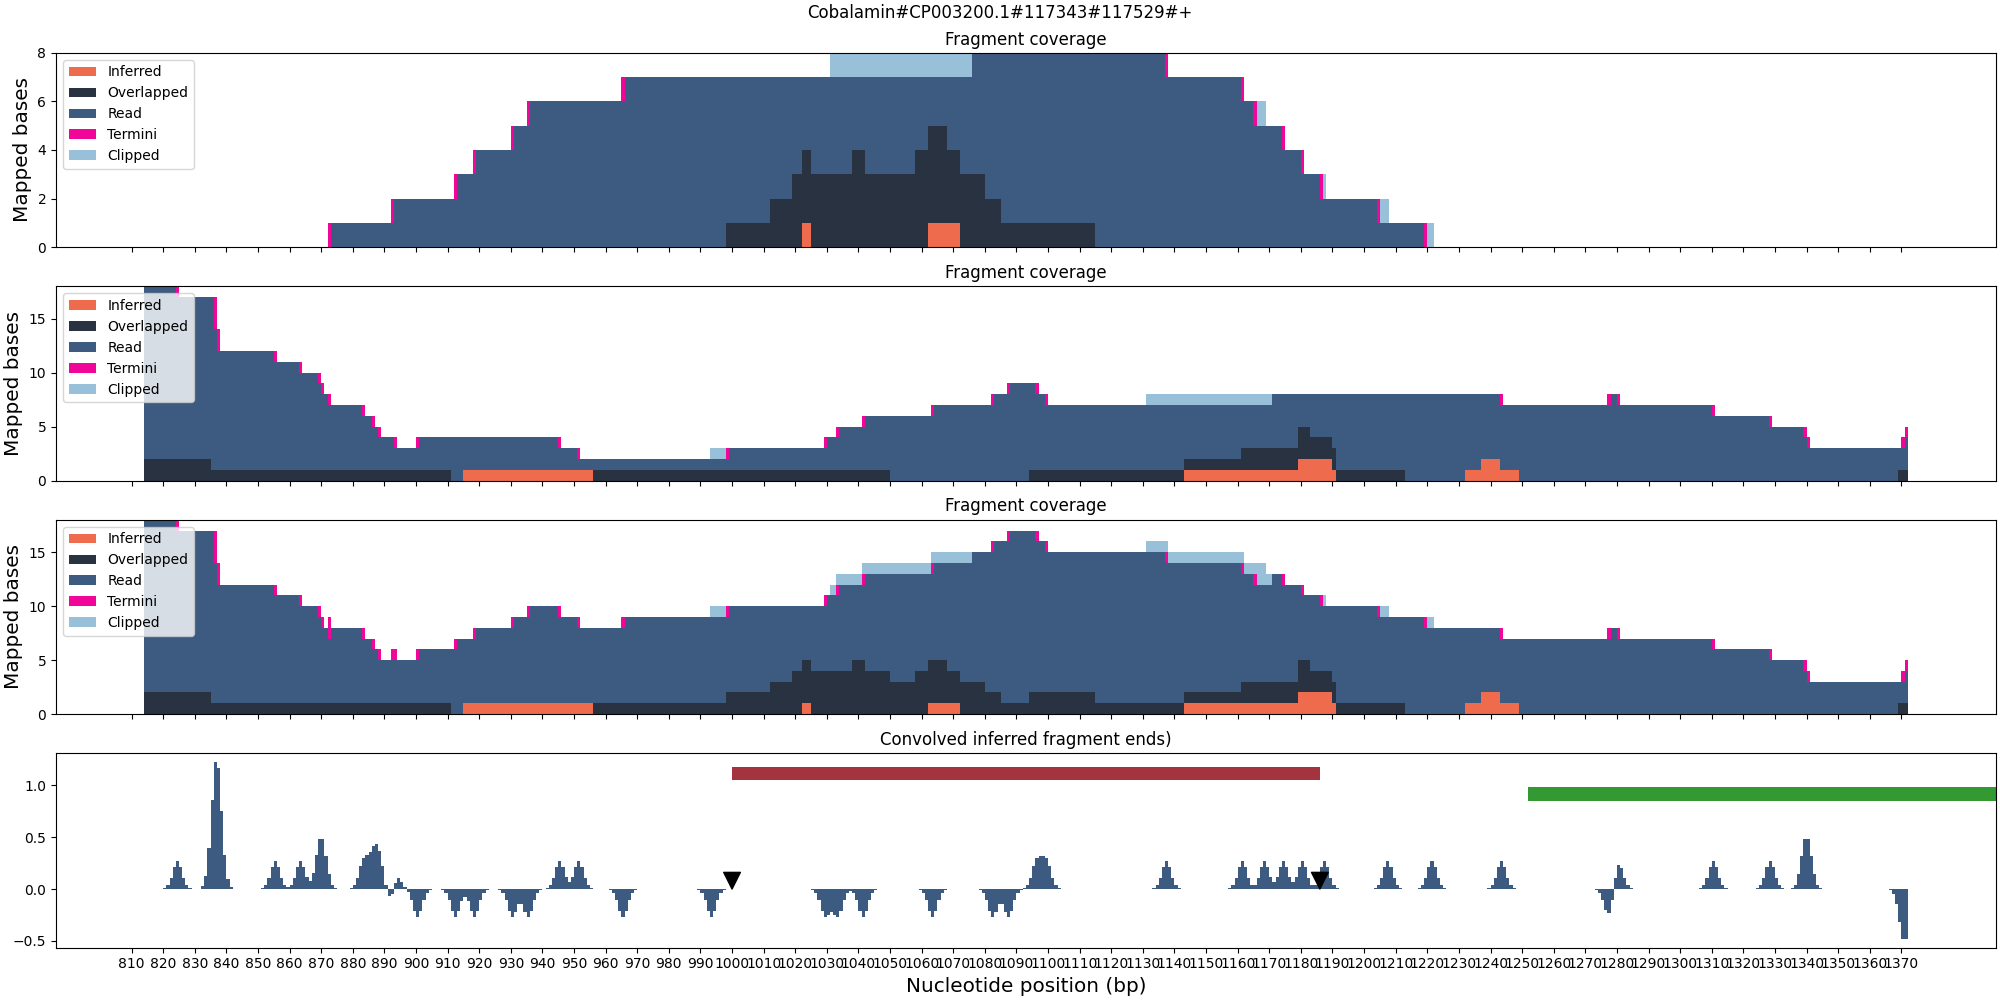 Cobalamin#CP003200.1#117343#117529#+
Fragment coverage
Mapped bases
8
6
4
2
0
Inferred
Overlapped
Read
Termini
Clipped
Fragment coverage
Mapped bases
15
10
5
0
Inferred
Overlapped
Read
Termini
Clipped
Fragment coverage
Mapped bases
15
10
5
0
Inferred
Overlapped
Read
Termini
Clipped
Convolved inferred fragment ends)
1.0
0.5
0.0
−0.5
810 820 830 840 850 860 870 880 890 900 910 920 930 940 950 960 970 980 990 1000 1010 1020 1030 1040 1050 1060 1070 1080 1090 1100 1110 1120 1130 1140 1150 1160 1170 1180 1190 1200 1210 1220 1230 1240 1250 1260 1270 1280 1290 1300 1310 1320 1330 1340 1350 1360 1370
Nucleotide position (bp)